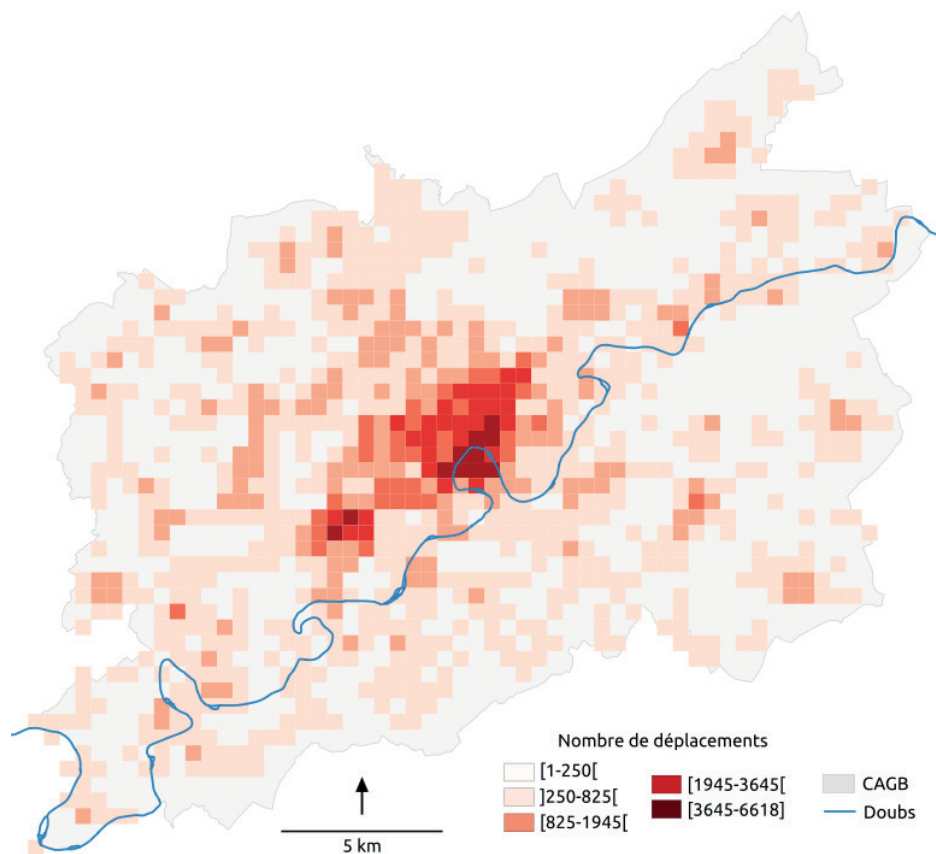 Nombre de déplacements
[1-250[
]250-825[
[825-1945[
[1945-3645[
[3645-6618]
CAGB
Doubs
5 km